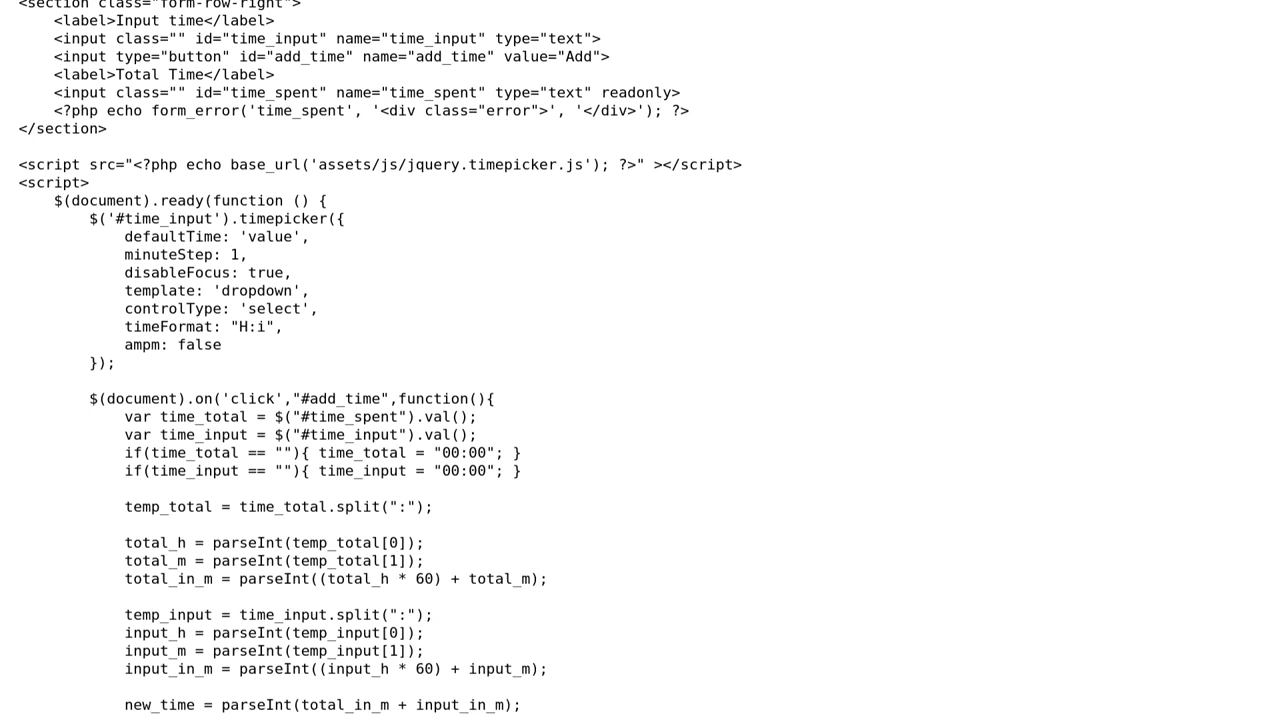 <section class="form-row-right">
    <label>Input time</label>
    <input class="" id="time_input" name="time_input" type="text">
    <input type="button" id="add_time" name="add_time" value="Add">
    <label>Total Time</label>
    <input class="" id="time_spent" name="time_spent" type="text" readonly>
    <?php echo form_error('time_spent', '<div class="error">', '</div>'); ?>
</section>

<script src="<?php echo base_url('assets/js/jquery.timepicker.js'); ?>" ></script>
<script>
    $(document).ready(function () {
        $('#time_input').timepicker({
            defaultTime: 'value',
            minuteStep: 1,
            disableFocus: true,
            template: 'dropdown',
            controlType: 'select',
            timeFormat: "H:i",
            ampm: false
        });

        $(document).on('click',"#add_time",function(){
            var time_total = $("#time_spent").val();
            var time_input = $("#time_input").val();
            if(time_total == ""){ time_total = "00:00"; }
            if(time_input == ""){ time_input = "00:00"; }

            temp_total = time_total.split(":");

            total_h = parseInt(temp_total[0]);
            total_m = parseInt(temp_total[1]);
            total_in_m = parseInt((total_h * 60) + total_m);

            temp_input = time_input.split(":");
            input_h = parseInt(temp_input[0]);
            input_m = parseInt(temp_input[1]);
            input_in_m = parseInt((input_h * 60) + input_m);

            new_time = parseInt(total_in_m + input_in_m);